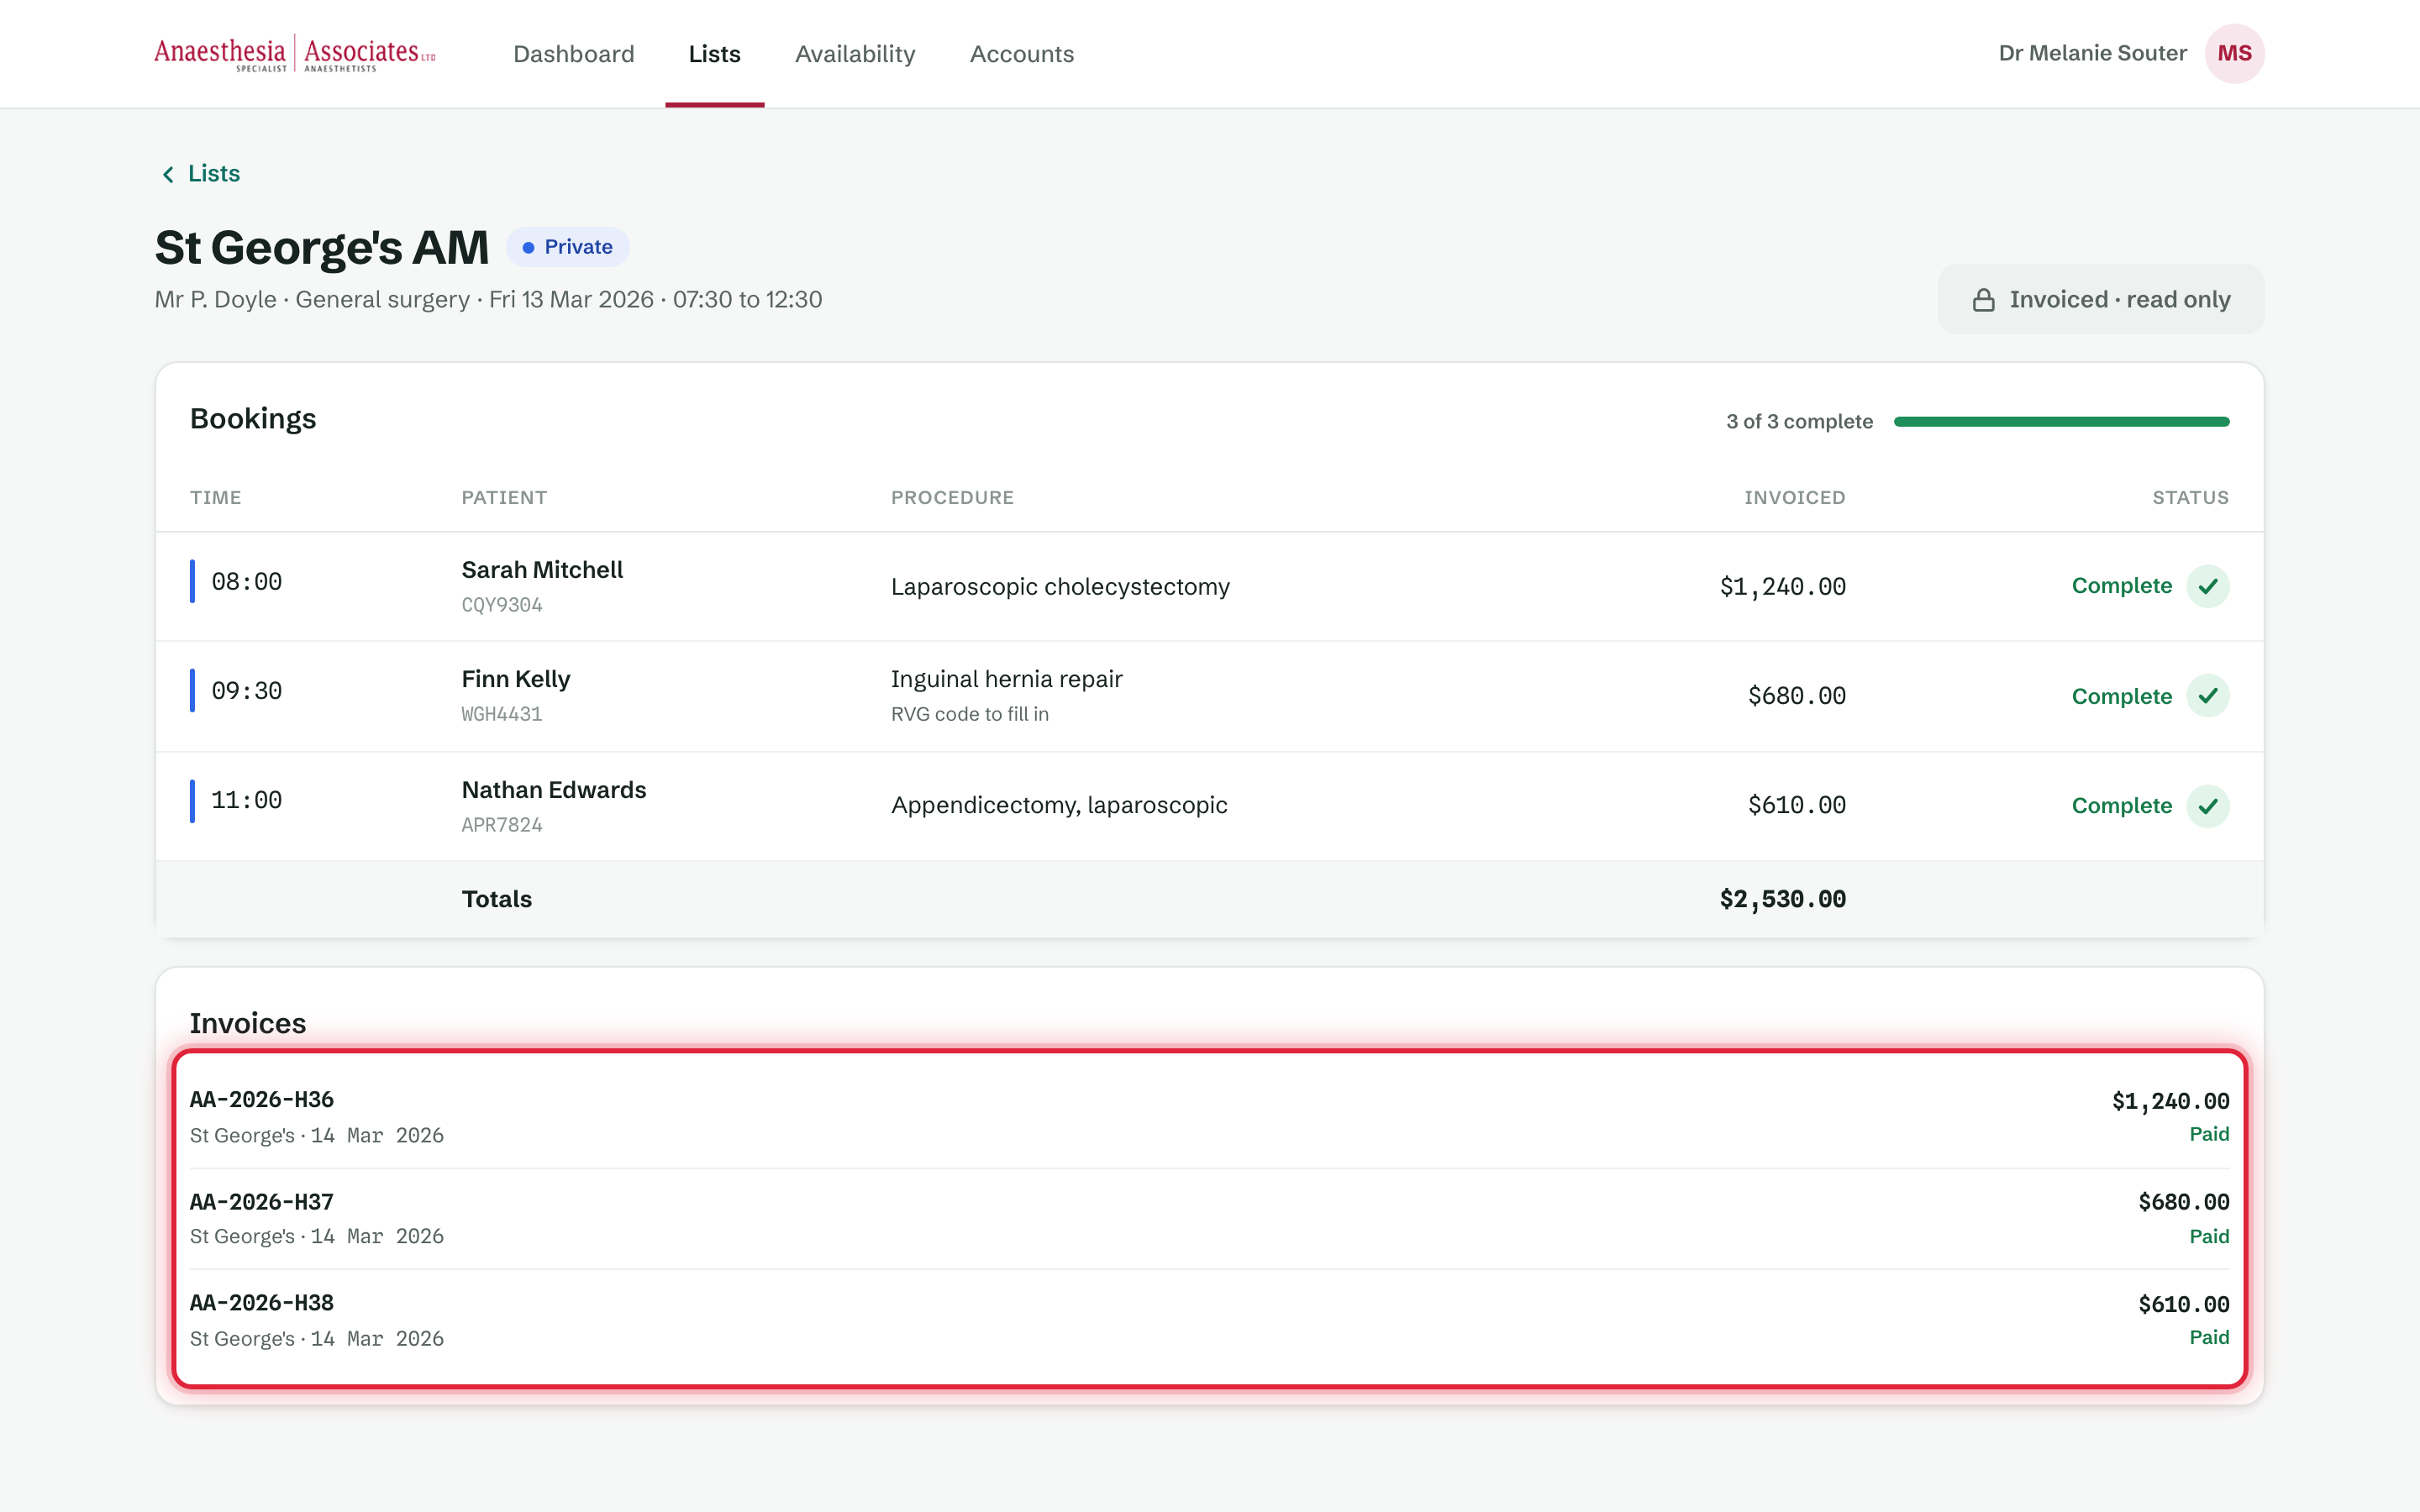 Anaesthesia | Associates LTD
SPECIALIST ANAESTHETISTS
Dashboard
Lists
Availability
Accounts
Dr Melanie Souter
MS
Lists
St George's AM
Private
Mr P. Doyle · General surgery · Fri 13 Mar 2026 · 07:30 to 12:30
Invoiced · read only
Bookings
3 of 3 complete
TIME PATIENT PROCEDURE INVOICED STATUS
08:00 Sarah Mitchell Laparoscopic cholecystectomy $1,240.00 Complete
CQY9304
09:30 Finn Kelly Inguinal hernia repair $680.00 Complete
WGH4431 RVG code to fill in
11:00 Nathan Edwards Appendicectomy, laparoscopic $610.00 Complete
APR7824
Totals $2,530.00
Invoices
AA-2026-H36 $1,240.00
St George's · 14 Mar 2026 Paid
AA-2026-H37 $680.00
St George's · 14 Mar 2026 Paid
AA-2026-H38 $610.00
St George's · 14 Mar 2026 Paid